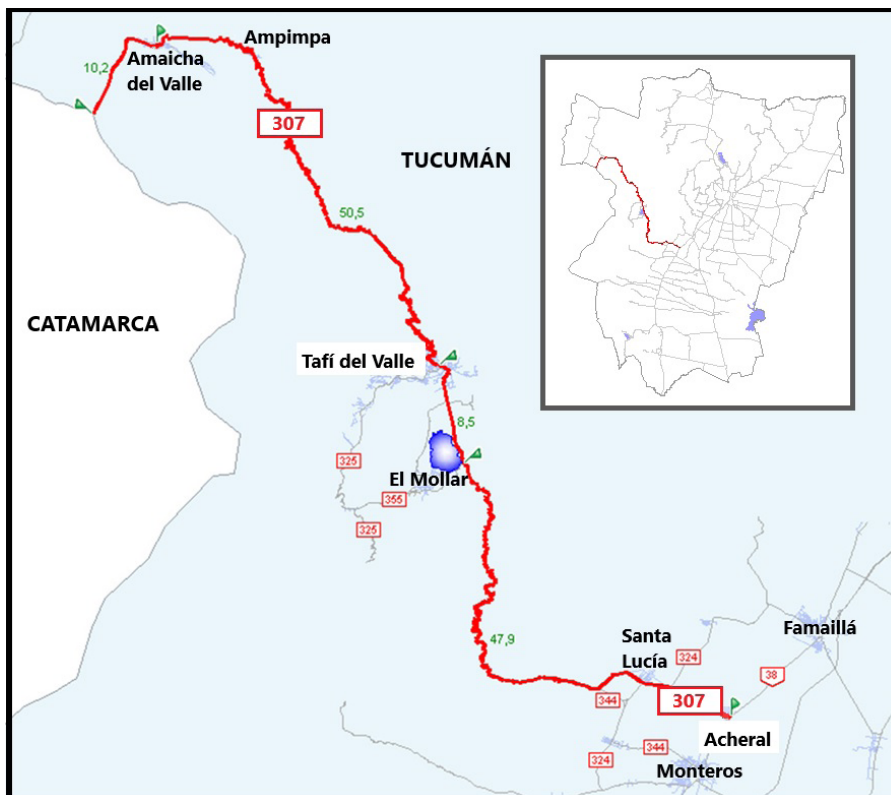 Ampimpa
Amaicha
del Valle
10,2
307
TUCUMÁN
50,5
CATAMARCA
Tafí del Valle
8,5
325
El Mollar
355
325
47,9
Santa
Lucía
324
Famaillá
38
344
307
Acheral
324
344
Monteros